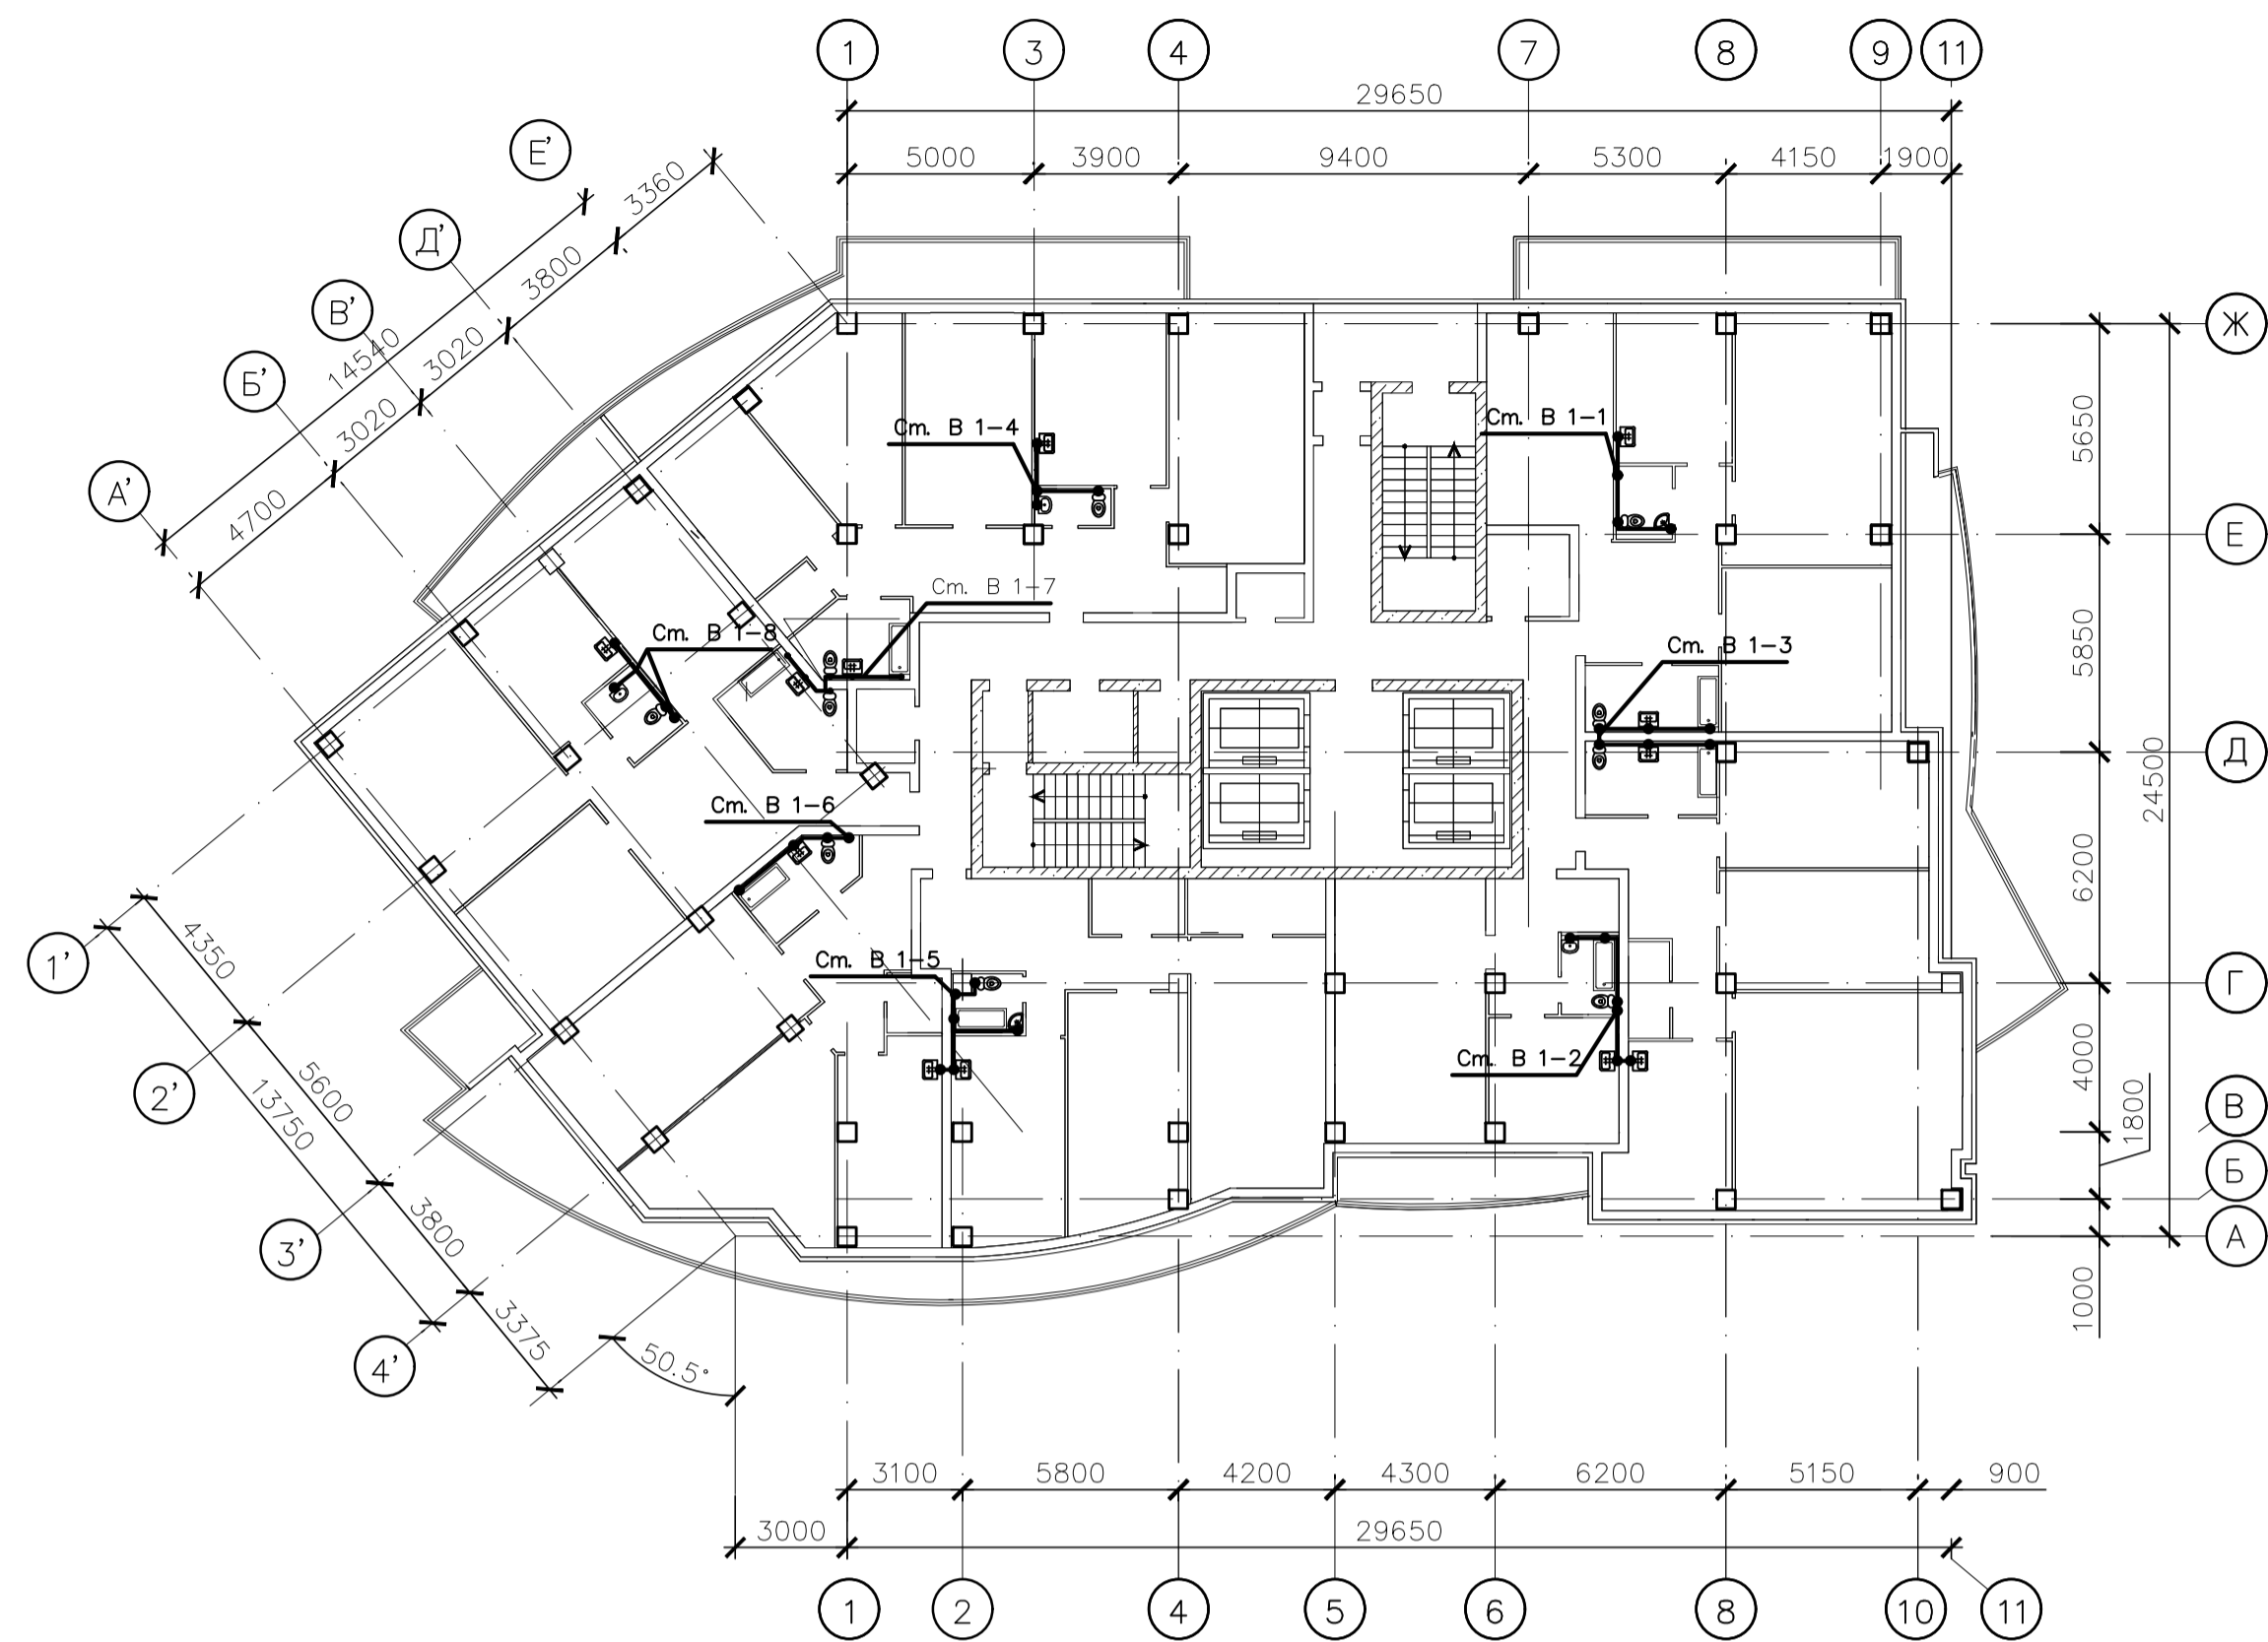 1 3 4 7 8 9 11
29650
5000 3900 9400 5300 4150 1900
Е' Д' В' Б' А'
3360
3800
3020
3020
4700
14540
Ж
Е
Д
Г
В
Б
А
5650
5850
6200
4000
1800
1000
24500
Ст. В 1-4
Ст. В 1-1
Ст. В 1-7
Ст. В 1-8
Ст. В 1-3
Ст. В 1-6
Ст. В 1-5
Ст. В 1-2
1'
2'
3'
4'
4350
5600
13750
3800
3375
50.5°
3100 5800 4200 4300 6200 5150 900
3000 29650
1 2 4 5 6 8 10 11